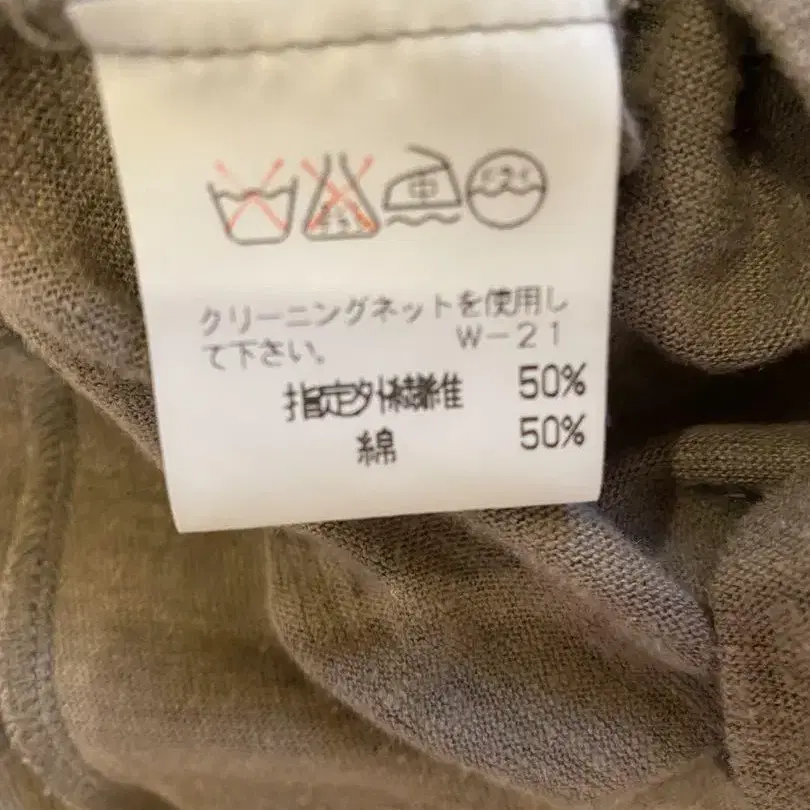 中
クリーニングネットを使用し
て下さい。 W-21
指定外繊維 50%
綿 50%